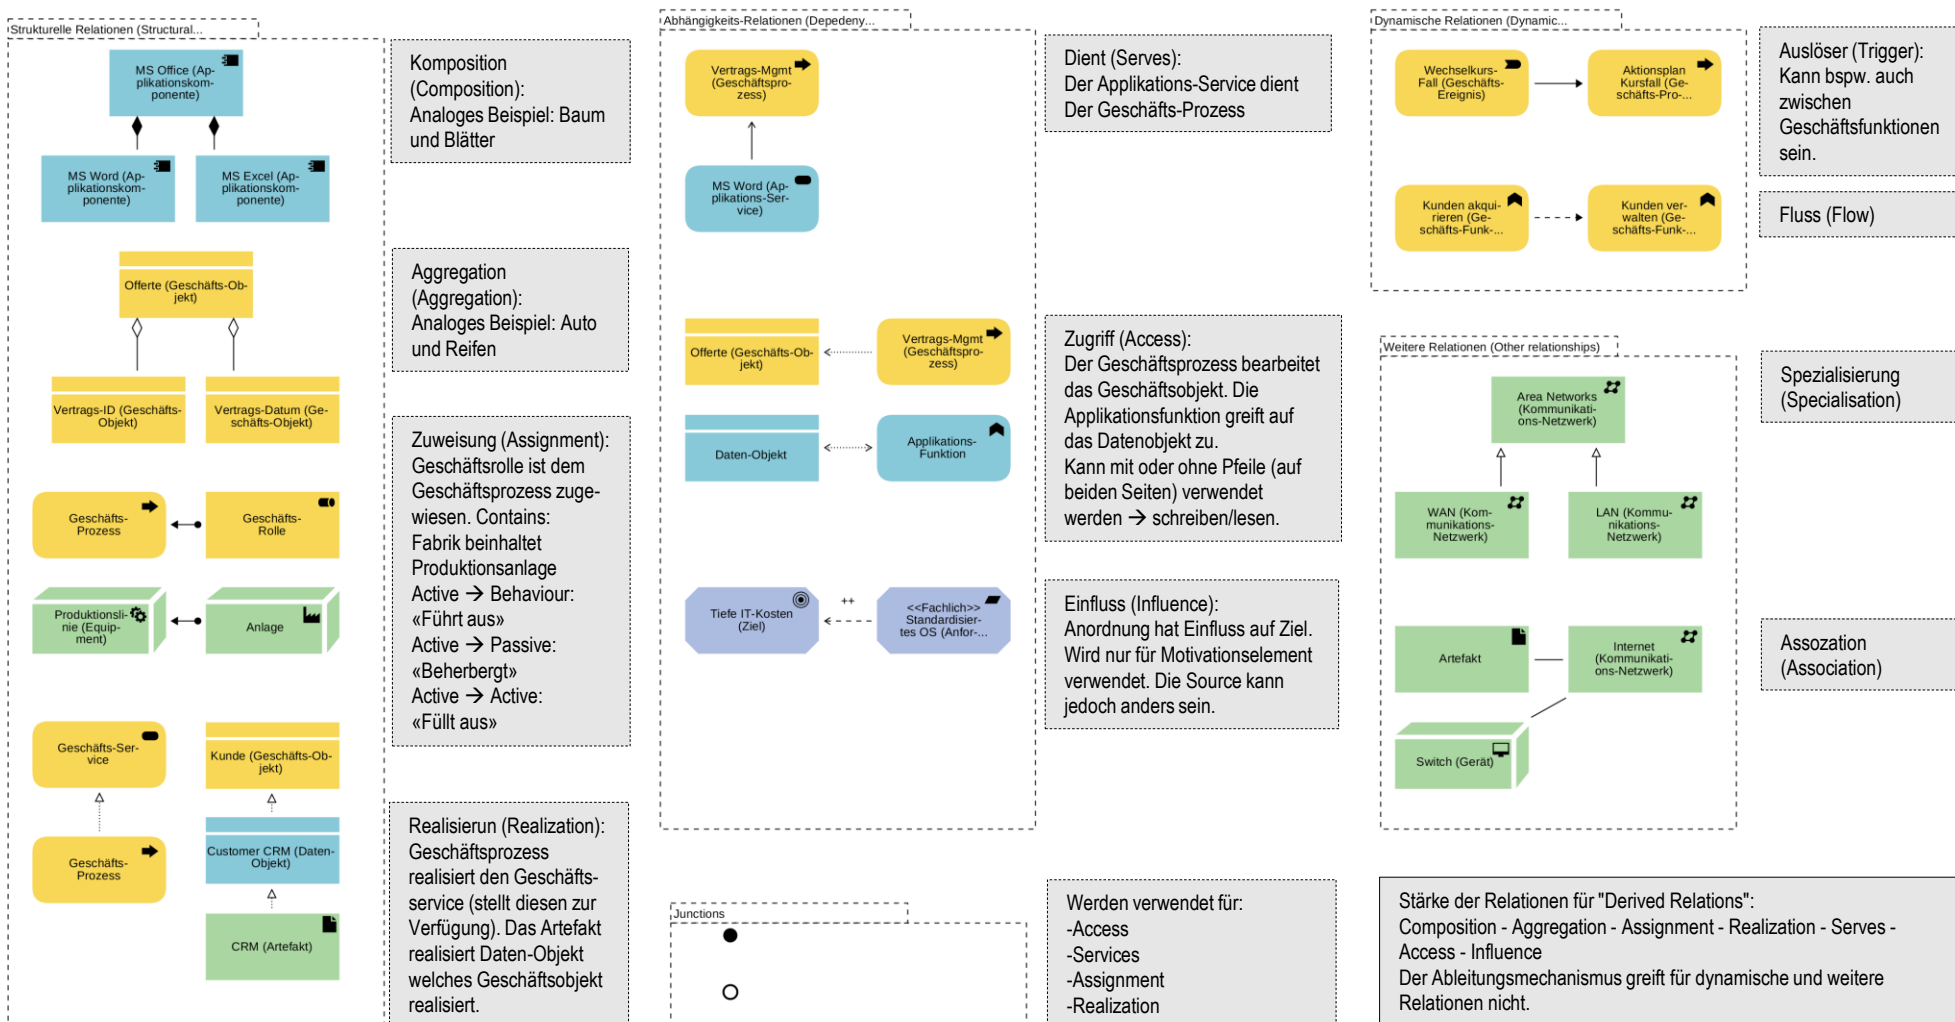 Strukturelle Relationen (Structural...
MS Office (Ap-
plikationskom-
ponente)
MS Word (Ap-
plikationskom-
ponente)
MS Excel (Ap-
plikationskom-
ponente)
Komposition
(Composition):
Analoges Beispiel: Baum
und Blätter
Offerte (Geschäfts-Ob-
jekt)
Vertrags-ID (Geschäfts-
Objekt)
Vertrags-Datum (Ge-
schäfts-Objekt)
Aggregation
(Aggregation):
Analoges Beispiel: Auto
und Reifen
Geschäfts-
Prozess
Geschäfts-
Rolle
Produktionsli-
nie (Equip-
ment)
Anlage
Zuweisung (Assignment):
Geschäftsrolle ist dem
Geschäftsprozess zuge-
wiesen. Contains:
Fabrik beinhaltet
Produktionsanlage
Active → Behaviour:
«Führt aus»
Active → Passive:
«Beherbergt»
Active → Active:
«Füllt aus»
Geschäfts-Ser-
vice
Geschäfts-
Prozess
Kunde (Geschäfts-Ob-
jekt)
Customer CRM (Daten-
Objekt)
CRM (Artefakt)
Realisierun (Realization):
Geschäftsprozess
realisiert den Geschäfts-
service (stellt diesen zur
Verfügung). Das Artefakt
realisiert Daten-Objekt
welches Geschäftsobjekt
realisiert.
Abhängigkeits-Relationen (Depedeny...
Vertrags-Mgmt
(Geschäftspro-
zess)
MS Word (Ap-
plikations-Ser-
vice)
Dient (Serves):
Der Applikations-Service dient
Der Geschäfts-Prozess
Offerte (Geschäfts-Ob-
jekt)
Vertrags-Mgmt
(Geschäftspro-
zess)
Daten-Objekt
Applikations-
Funktion
Zugriff (Access):
Der Geschäftsprozess bearbeitet
das Geschäftsobjekt. Die
Applikationsfunktion greift auf
das Datenobjekt zu.
Kann mit oder ohne Pfeile (auf
beiden Seiten) verwendet
werden → schreiben/lesen.
Tiefe IT-Kosten
(Ziel)
++
<<Fachlich>>
Standardisier-
tes OS (Anfor-...
Einfluss (Influence):
Anordnung hat Einfluss auf Ziel.
Wird nur für Motivationselement
verwendet. Die Source kann
jedoch anders sein.
Junctions
Werden verwendet für:
-Access
-Services
-Assignment
-Realization
Dynamische Relationen (Dynamic...
Wechselkurs-
Fall (Geschäfts-
Ereignis)
Aktionsplan
Kursfall (Ge-
schäfts-Pro-...
Auslöser (Trigger):
Kann bspw. auch
zwischen
Geschäftsfunktionen
sein.
Kunden akqui-
rieren (Ge-
schäfts-Funk-...
Kunden ver-
walten (Ge-
schäfts-Funk-...
Fluss (Flow)
Weitere Relationen (Other relationships)
Area Networks
(Kommunikati-
ons-Netzwerk)
WAN (Kom-
munikations-
Netzwerk)
LAN (Kommu-
nikations-
Netzwerk)
Spezialisierung
(Specialisation)
Artefakt
Internet
(Kommunikati-
ons-Netzwerk)
Switch (Gerät)
Assozation
(Association)
Stärke der Relationen für "Derived Relations":
Composition - Aggregation - Assignment - Realization - Serves -
Access - Influence
Der Ableitungsmechanismus greift für dynamische und weitere
Relationen nicht.